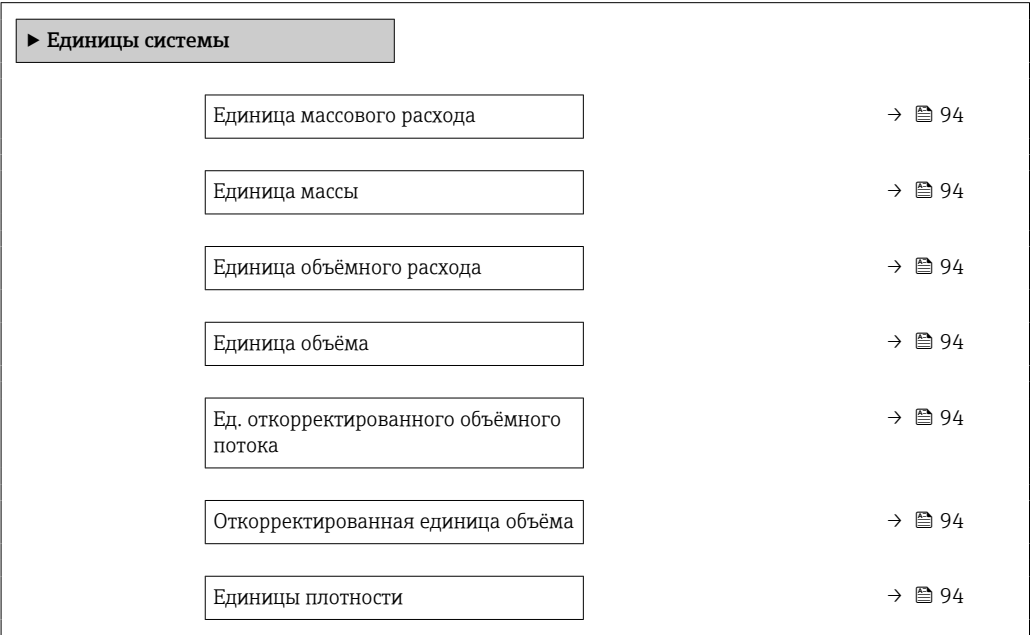 ► Единицы системы
Единица массового расхода → 94
Единица массы → 94
Единица объёмного расхода → 94
Единица объёма → 94
Ед. откорректированного объёмного → 94
потока
Откорректированная единица объёма → 94
Единицы плотности → 94